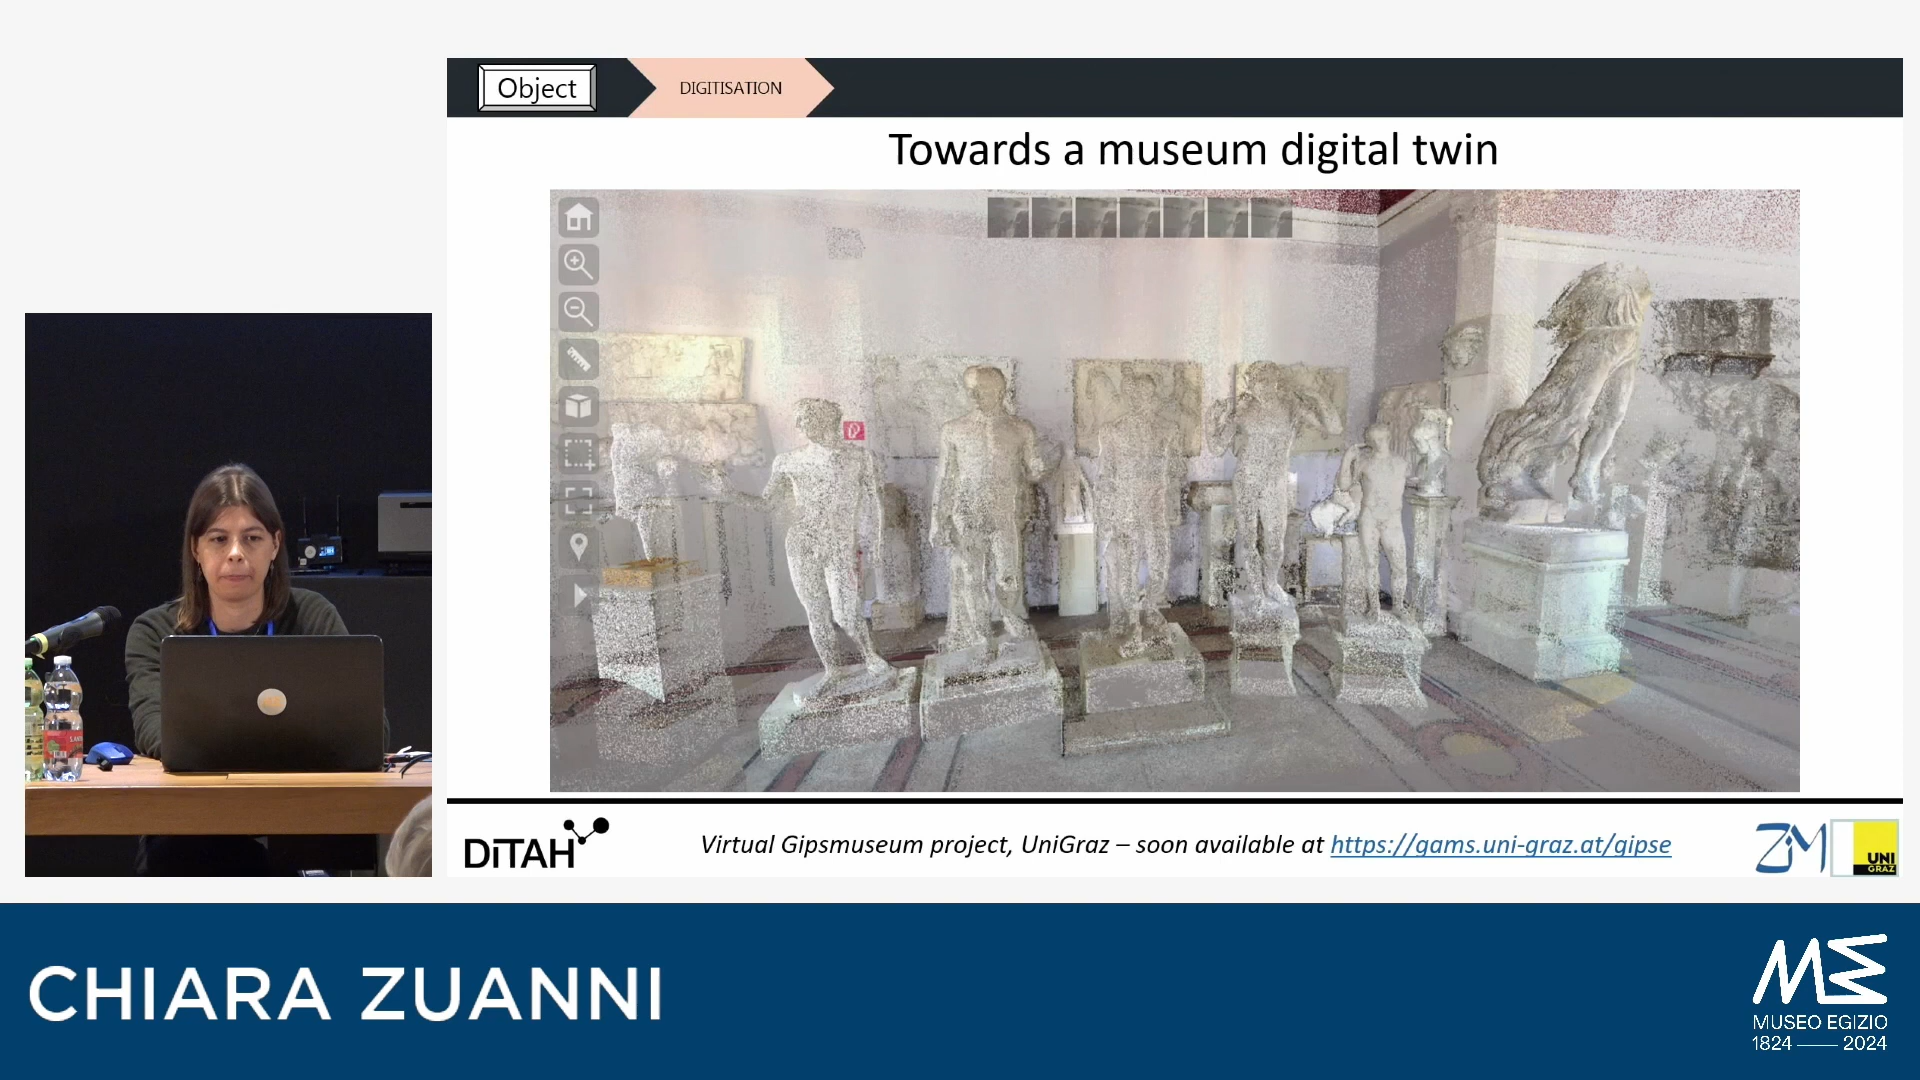 Object
DIGITISATION
Towards a museum digital twin
DiTAH
Virtual Gipsmuseum project, UniGraz – soon available at https://gams.uni-graz.at/gipse
ZiM
UNI
GRAZ
CHIARA ZUANNI
MUSEO EGIZIO
1824 — 2024